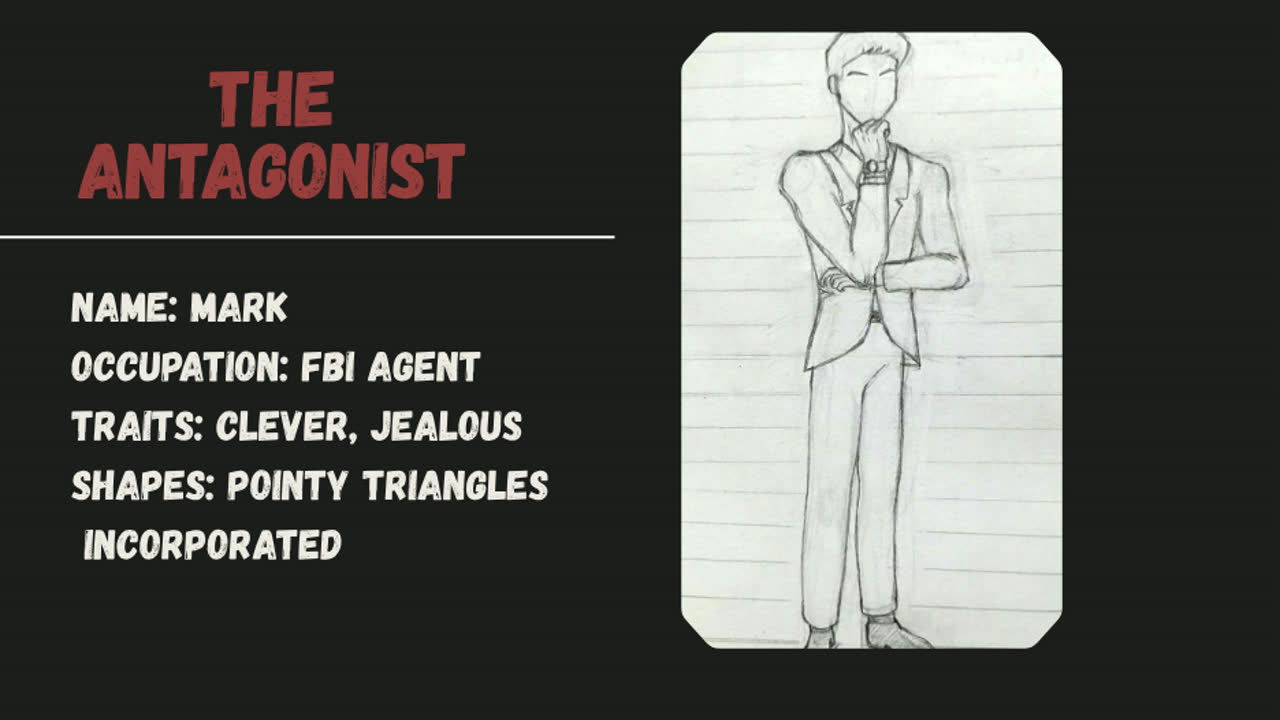 THE
ANTAGONIST
NAME: MARK
OCCUPATION: FBI AGENT
TRAITS: CLEVER, JEALOUS
SHAPES: POINTY TRIANGLES
INCORPORATED